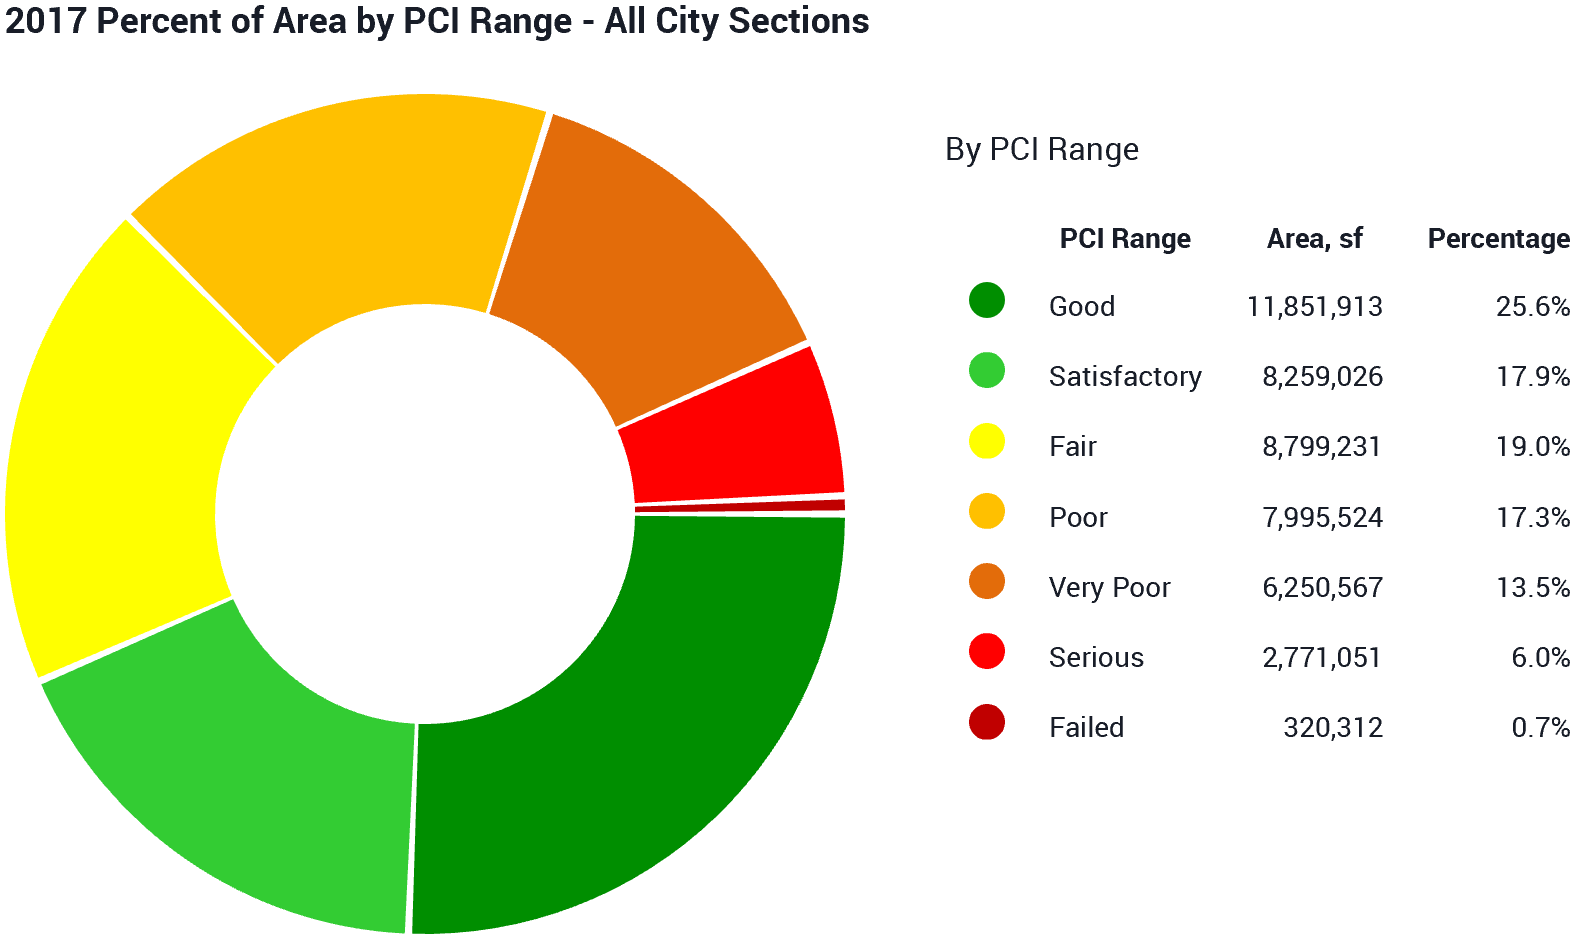 2017 Percent of Area by PCI Range - All City Sections
By PCI Range
PCI Range Area, sf Percentage
Good 11,851,913 25.6%
Satisfactory 8,259,026 17.9%
Fair 8,799,231 19.0%
Poor 7,995,524 17.3%
Very Poor 6,250,567 13.5%
Serious 2,771,051 6.0%
Failed 320,312 0.7%